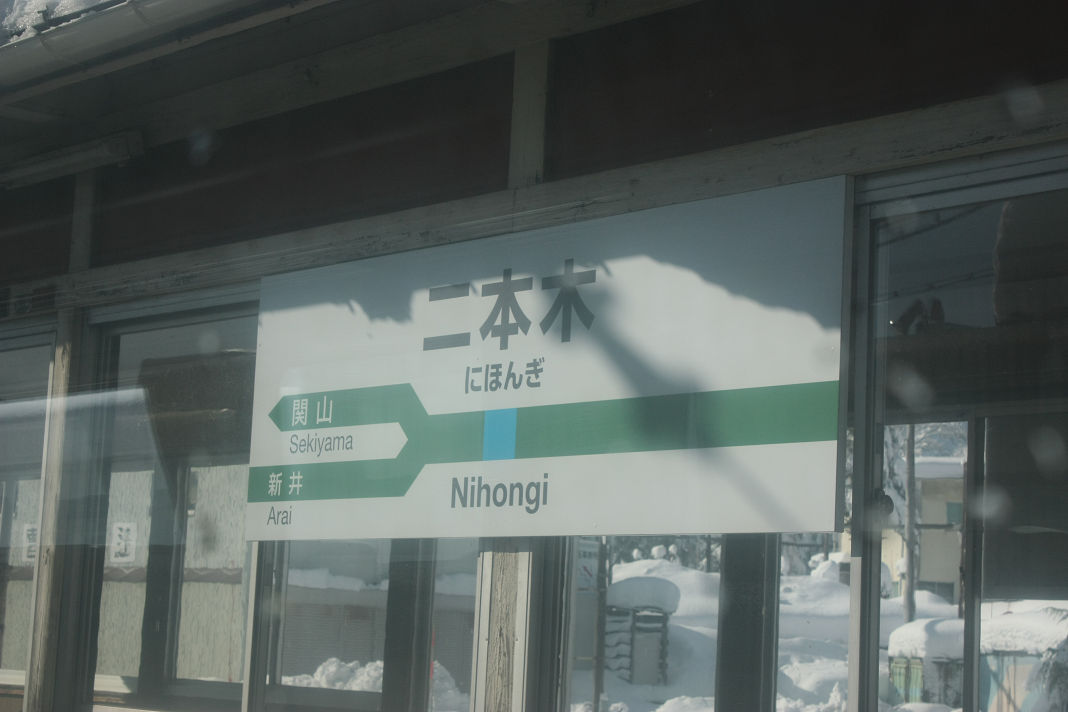 二本木
にほんぎ
関山
Sekiyama
新井
Arai
Nihongi